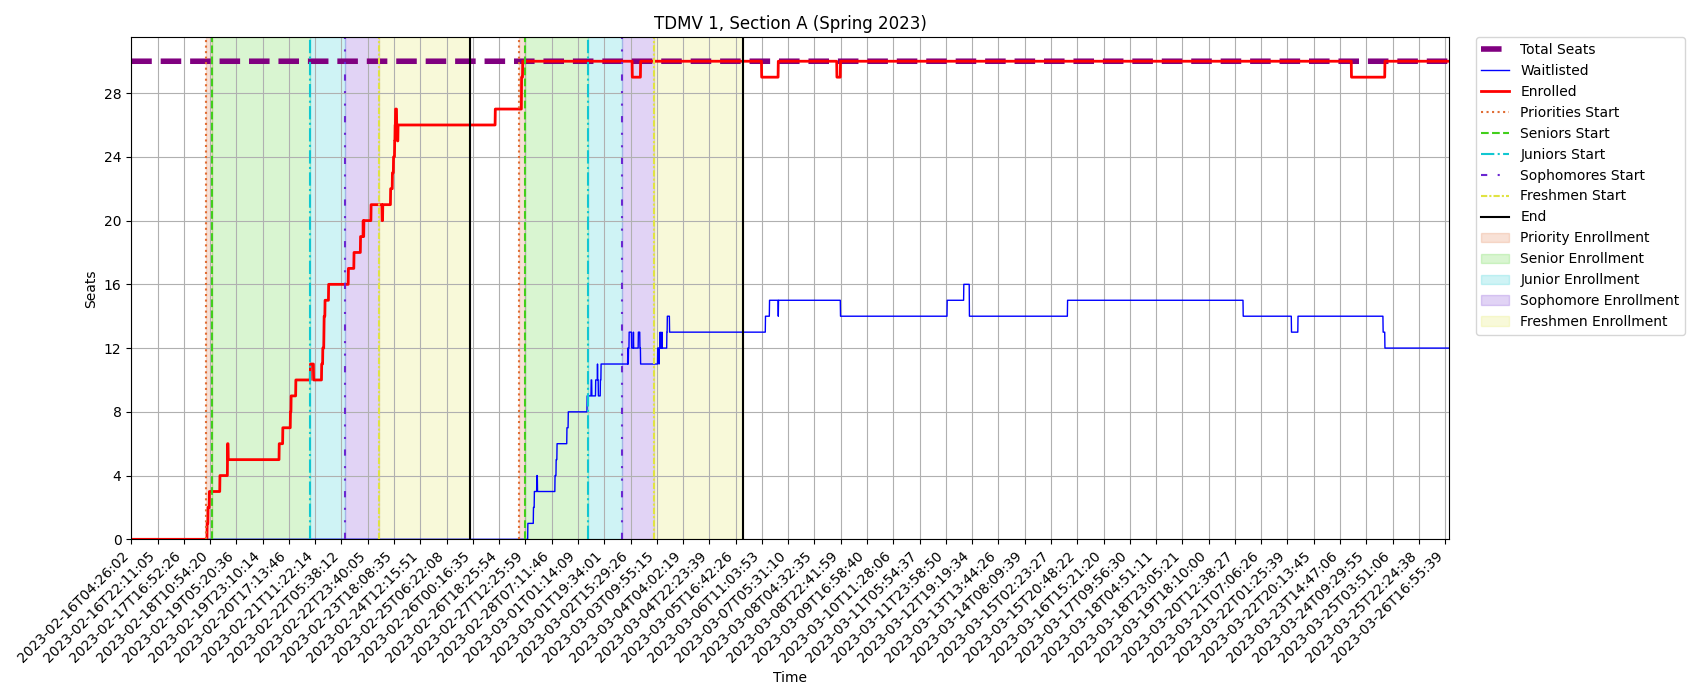 TDMV 1, Section A (Spring 2023)
Total Seats
Waitlisted
Enrolled
Priorities Start
Seniors Start
Juniors Start
Sophomores Start
Freshmen Start
End
Priority Enrollment
Senior Enrollment
Junior Enrollment
Sophomore Enrollment
Freshmen Enrollment
Seats
28
24
20
16
12
8
4
0
2023-02-16T04:26:02
2023-02-16T22:11:05
2023-02-17T16:52:26
2023-02-18T10:54:20
2023-02-19T05:20:36
2023-02-19T23:10:14
2023-02-20T17:13:46
2023-02-21T11:22:14
2023-02-22T05:38:12
2023-02-22T23:40:05
2023-02-23T18:08:35
2023-02-24T12:15:51
2023-02-25T06:22:08
2023-02-26T00:16:35
2023-02-26T18:25:54
2023-02-27T12:25:59
2023-02-28T07:11:46
2023-03-01T01:14:09
2023-03-01T19:34:01
2023-03-02T15:29:26
2023-03-03T09:55:15
2023-03-04T04:02:19
2023-03-04T22:23:39
2023-03-05T16:42:26
2023-03-06T11:03:53
2023-03-07T05:31:10
2023-03-08T04:32:35
2023-03-08T22:41:59
2023-03-09T16:58:40
2023-03-10T11:28:06
2023-03-11T05:54:37
2023-03-11T23:58:50
2023-03-12T19:19:34
2023-03-13T13:44:26
2023-03-14T08:09:39
2023-03-15T02:23:27
2023-03-15T20:48:22
2023-03-16T15:21:20
2023-03-17T09:56:30
2023-03-18T04:51:11
2023-03-18T23:05:21
2023-03-19T18:10:00
2023-03-20T12:38:27
2023-03-21T07:06:26
2023-03-22T01:25:39
2023-03-22T20:13:45
2023-03-23T14:47:06
2023-03-24T09:29:55
2023-03-25T03:51:06
2023-03-25T22:24:38
2023-03-26T16:55:39
Time